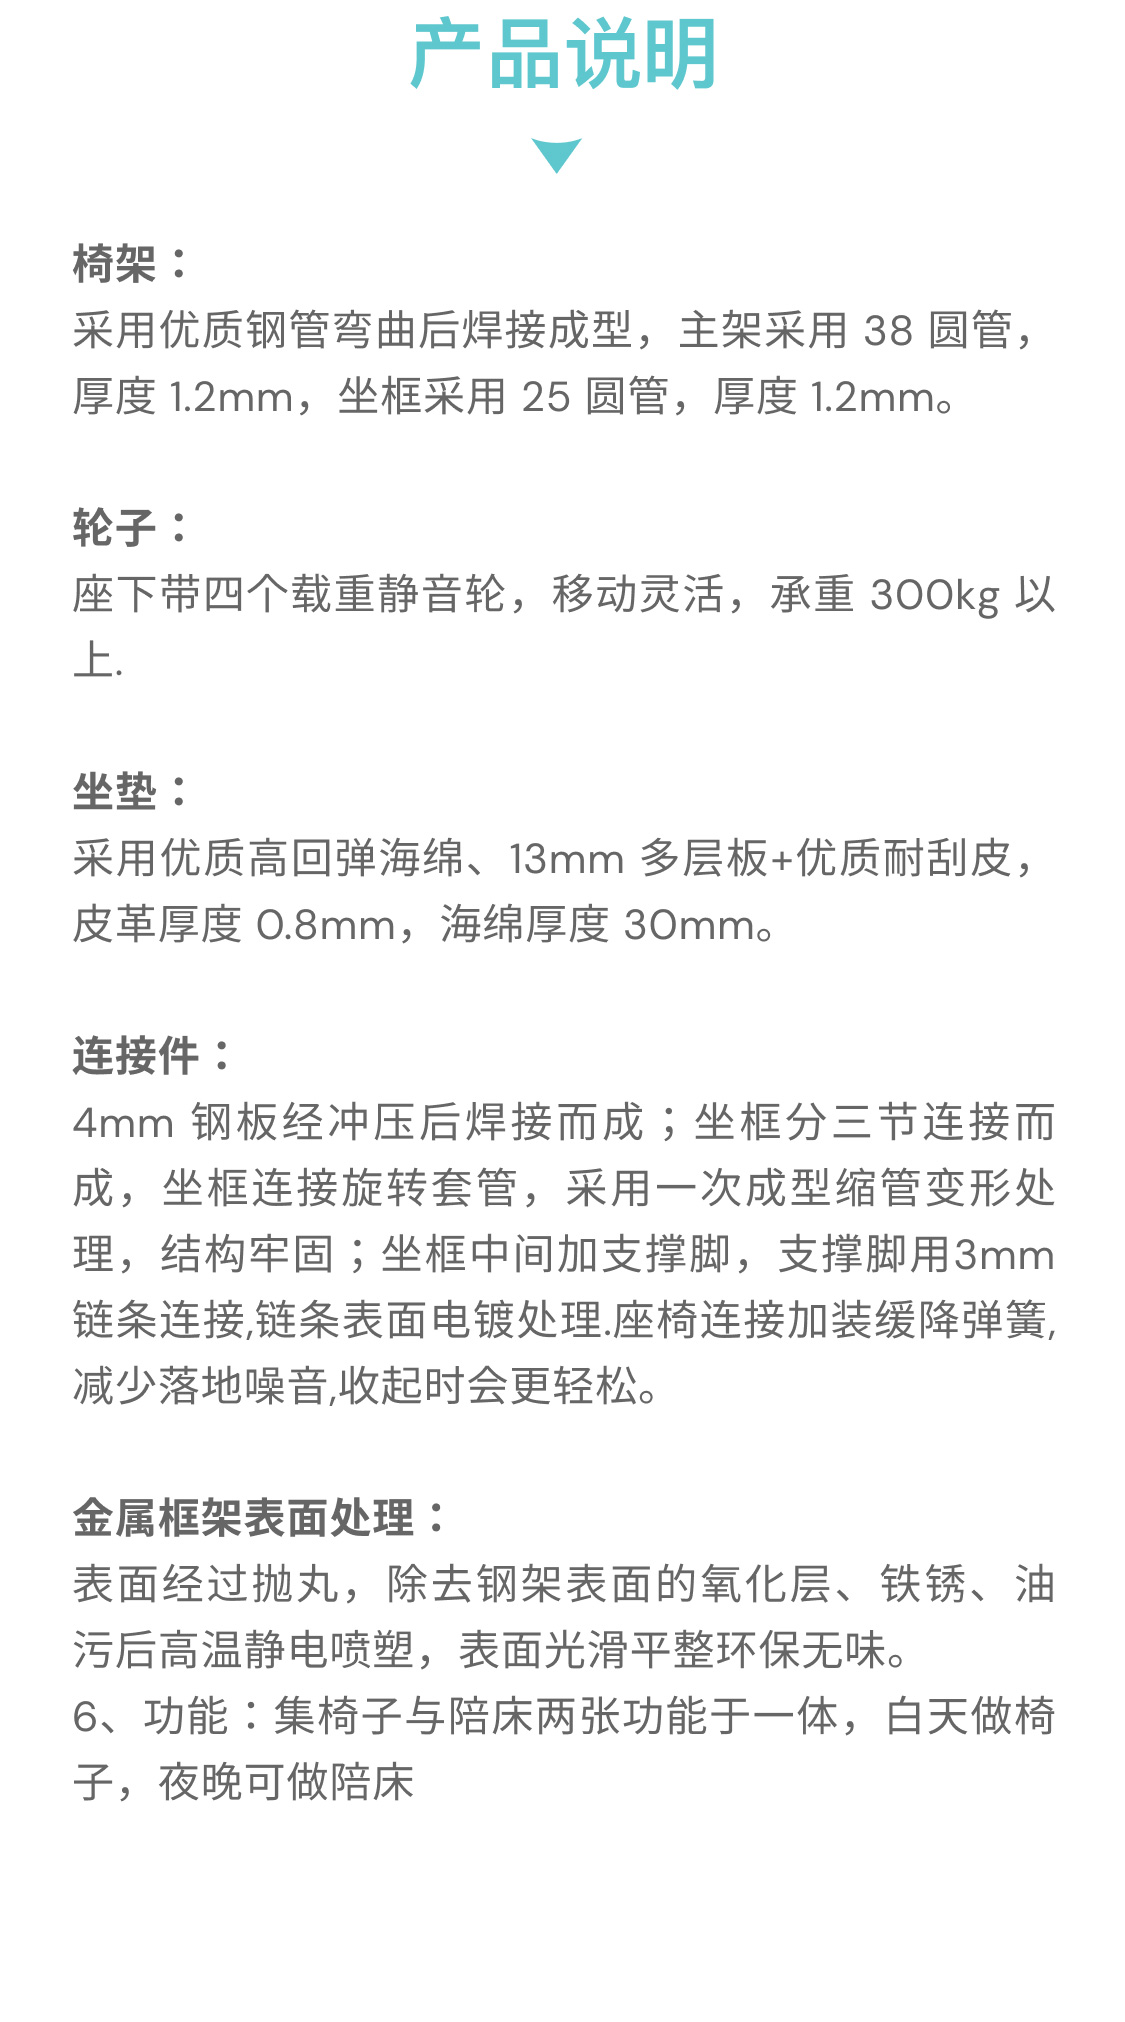 产品说明
椅架：
采用优质钢管弯曲后焊接成型，主架采用 38 圆管，
厚度 1.2mm，坐框采用 25 圆管，厚度 1.2mm。
轮子：
座下带四个载重静音轮，移动灵活，承重 300kg 以
上.
坐垫：
采用优质高回弹海绵、13mm 多层板+优质耐刮皮，
皮革厚度 0.8mm，海绵厚度 30mm。
连接件：
4mm 钢板经冲压后焊接而成；坐框分三节连接而
成，坐框连接旋转套管，采用一次成型缩管变形处
理，结构牢固；坐框中间加支撑脚，支撑脚用3mm
链条连接,链条表面电镀处理.座椅连接加装缓降弹簧,
减少落地噪音,收起时会更轻松。
金属框架表面处理：
表面经过抛丸，除去钢架表面的氧化层、铁锈、油
污后高温静电喷塑，表面光滑平整环保无味。
6、功能：集椅子与陪床两张功能于一体，白天做椅
子，夜晚可做陪床